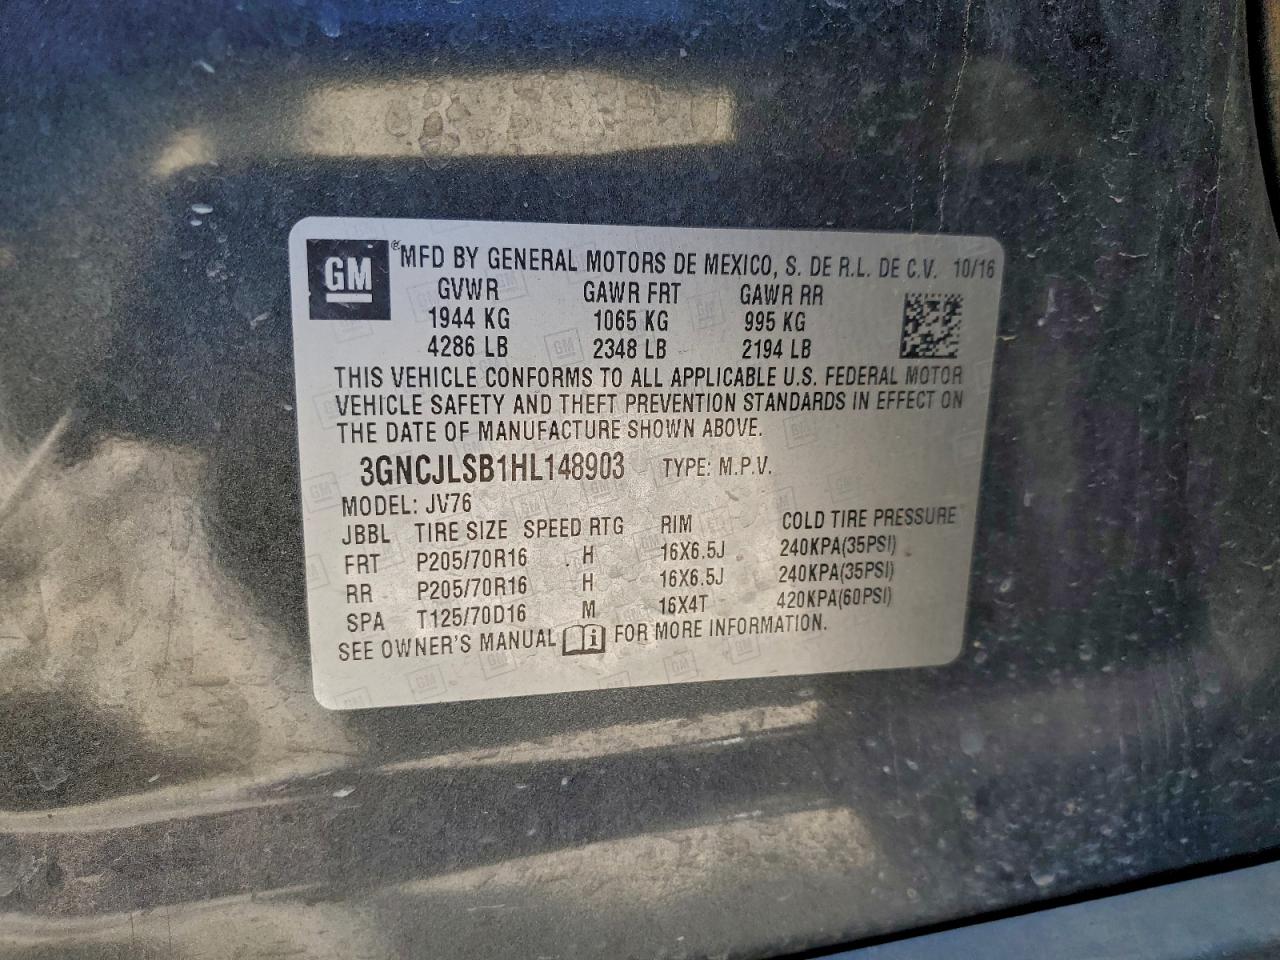 GM ® MFD BY GENERAL MOTORS DE MEXICO, S. DE R.L. DE C.V. 10/16
GVWR GAWR FRT GAWR RR
1944 KG 1065 KG 995 KG
4286 LB 2348 LB 2194 LB
THIS VEHICLE CONFORMS TO ALL APPLICABLE U.S. FEDERAL MOTOR
VEHICLE SAFETY AND THEFT PREVENTION STANDARDS IN EFFECT ON
THE DATE OF MANUFACTURE SHOWN ABOVE.
3GNCJLSB1HL148903 TYPE: M.P.V.
MODEL: JV76
JBBL TIRE SIZE SPEED RTG RIM COLD TIRE PRESSURE
FRT P205/70R16 H 16X6.5J 240KPA(35PSI)
RR P205/70R16 H 16X6.5J 240KPA(35PSI)
SPA T125/70D16 M 16X4T 420KPA(60PSI)
SEE OWNER'S MANUAL i FOR MORE INFORMATION.